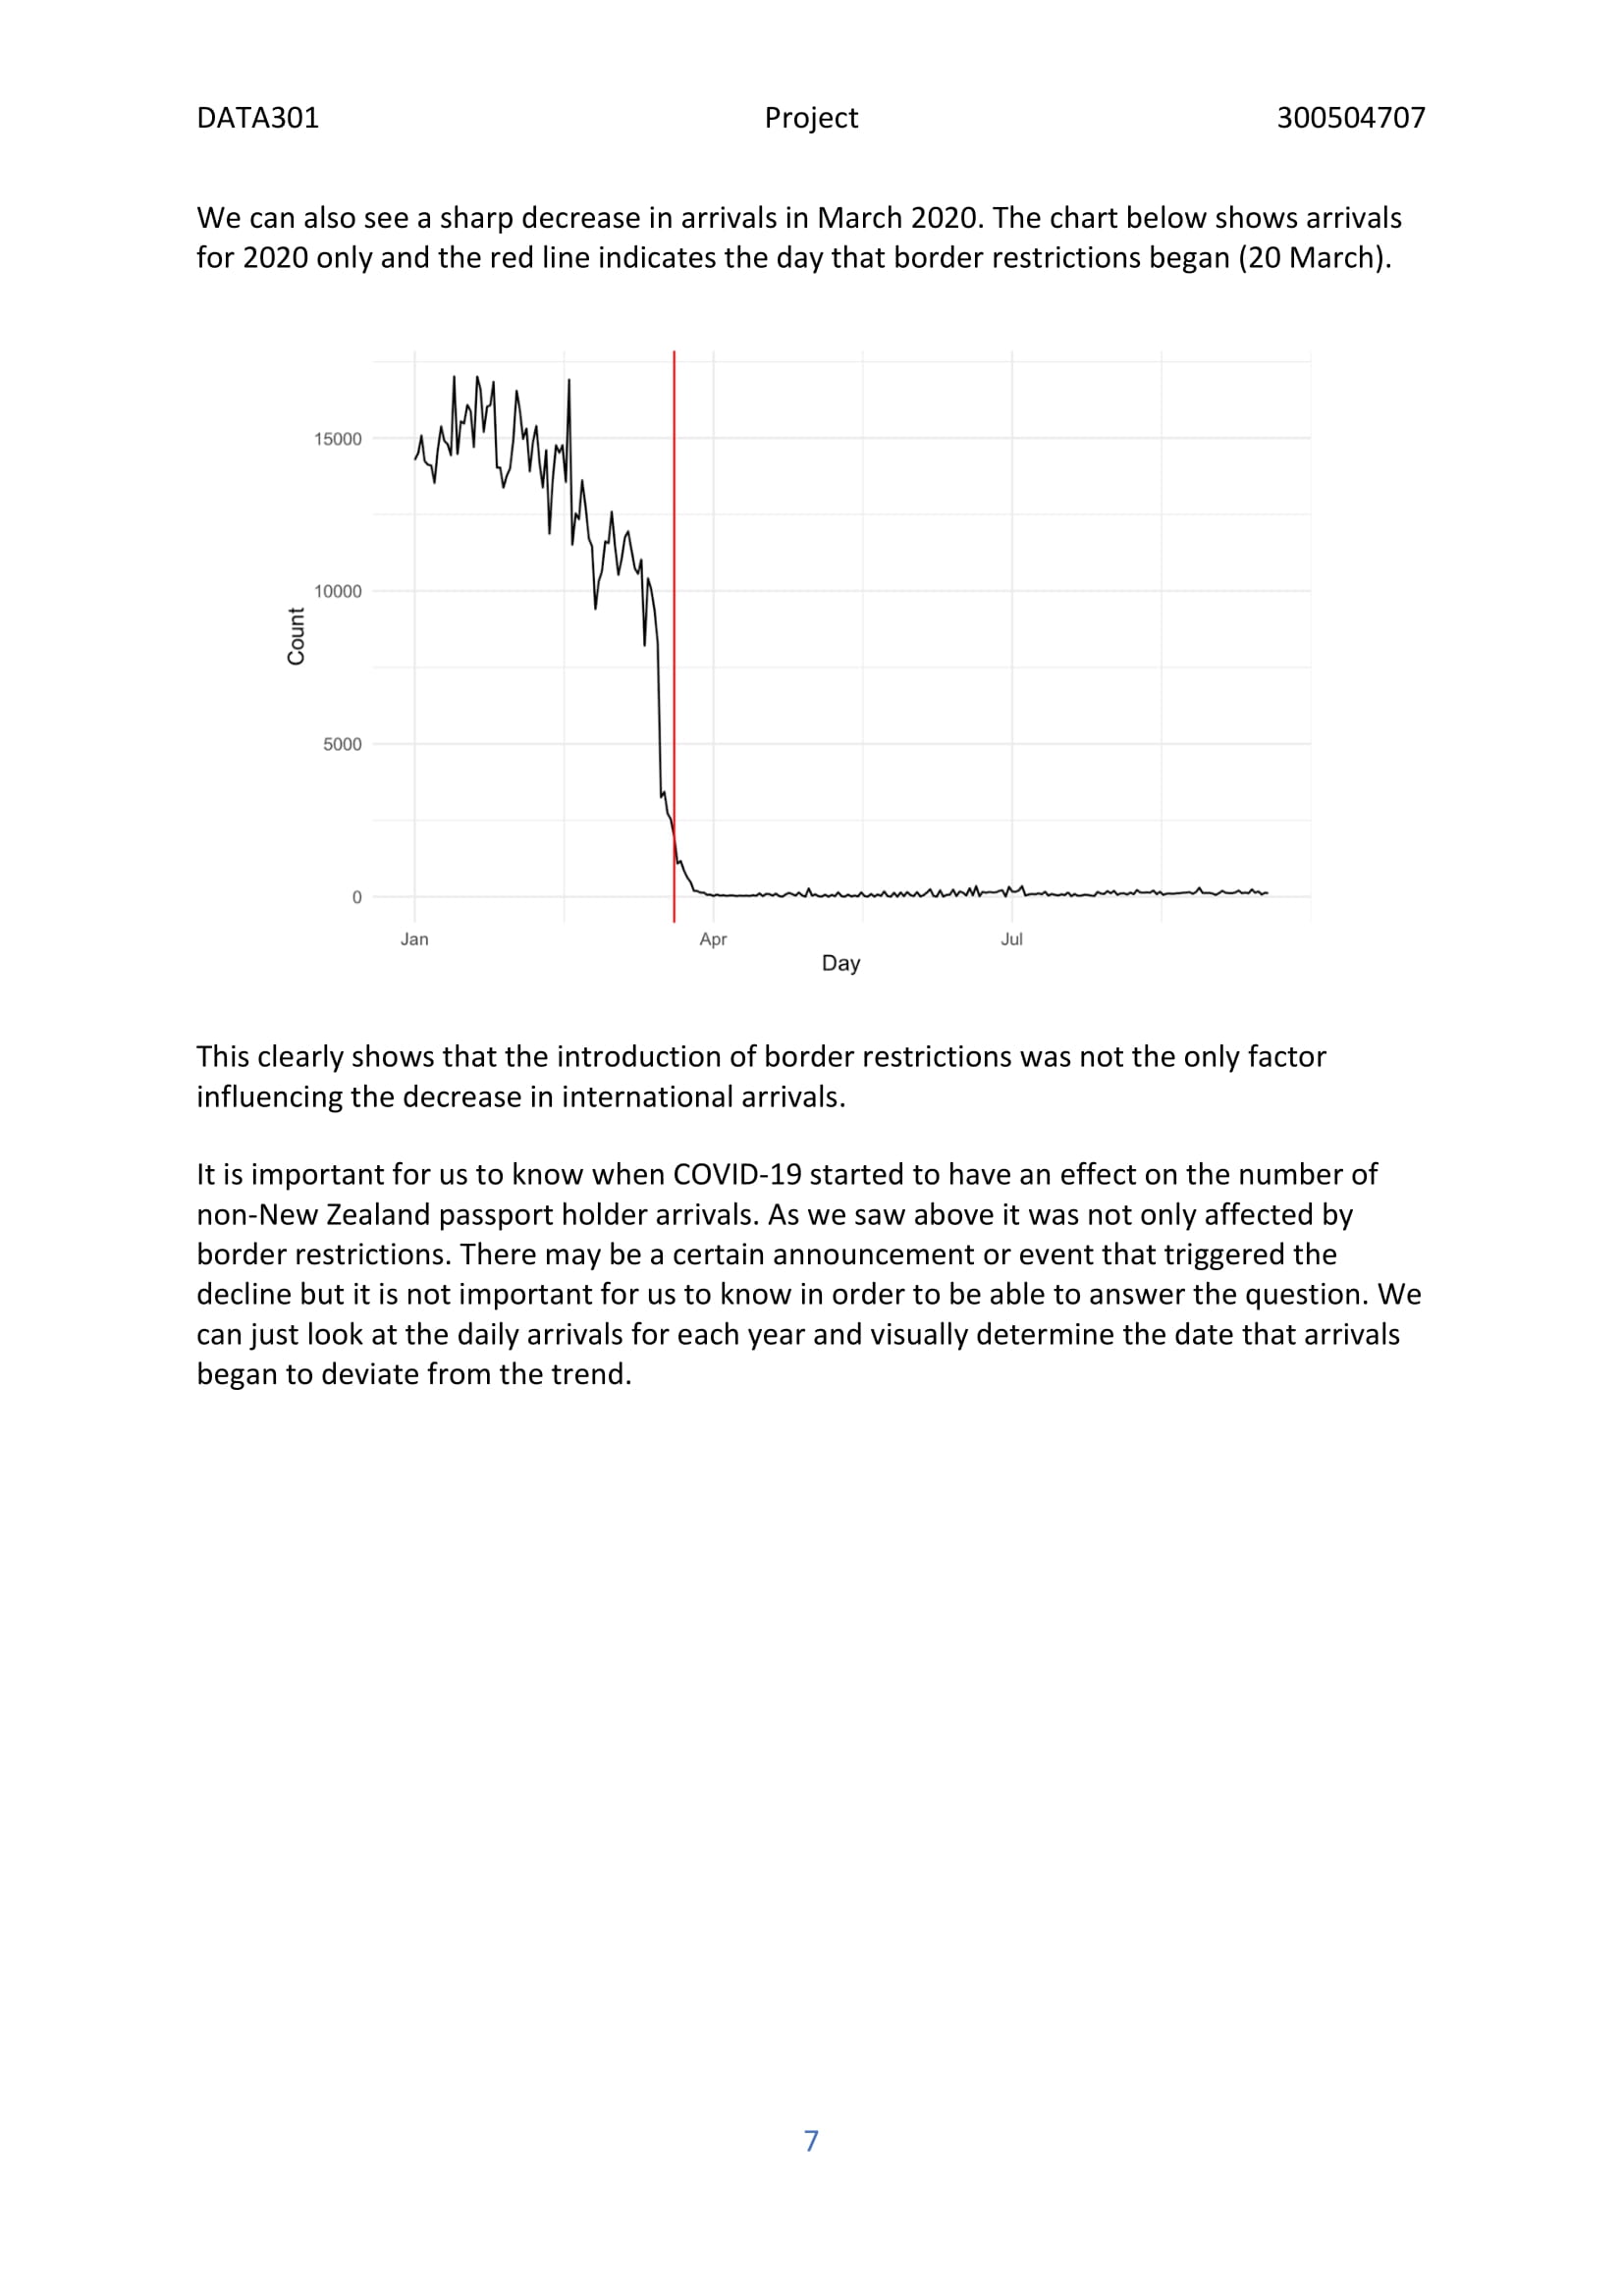 DATA301 Project 300504707
We can also see a sharp decrease in arrivals in March 2020. The chart below shows arrivals
for 2020 only and the red line indicates the day that border restrictions began (20 March).
15000
10000
5000
0
Count
Jan Apr Jul
Day
This clearly shows that the introduction of border restrictions was not the only factor
influencing the decrease in international arrivals.
It is important for us to know when COVID-19 started to have an effect on the number of
non-New Zealand passport holder arrivals. As we saw above it was not only affected by
border restrictions. There may be a certain announcement or event that triggered the
decline but it is not important for us to know in order to be able to answer the question. We
can just look at the daily arrivals for each year and visually determine the date that arrivals
began to deviate from the trend.
7